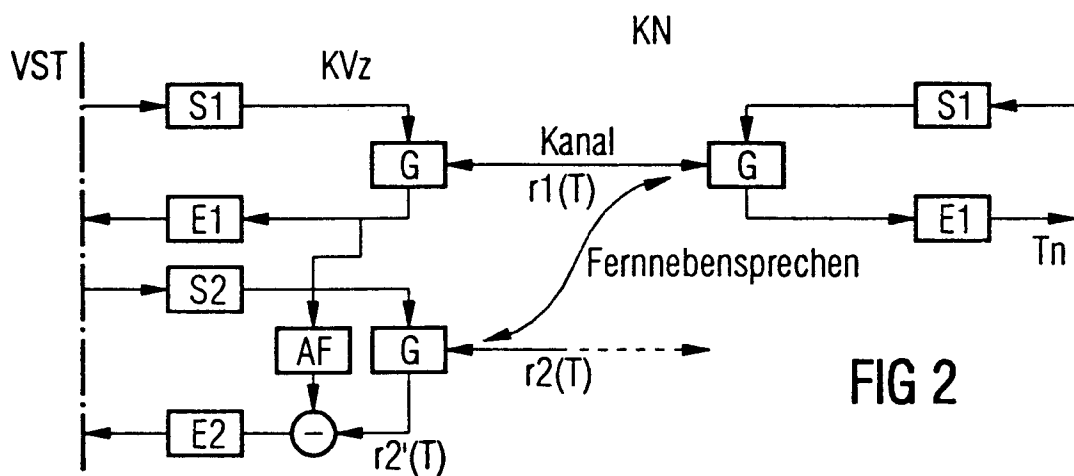 KN
VST
KVz
S1
S1
Kanal
G
G
r1(T)
E1
E1
Tn
Fernnebensprechen
S2
AF
G
r2(T)
FIG 2
E2
−
r2'(T)